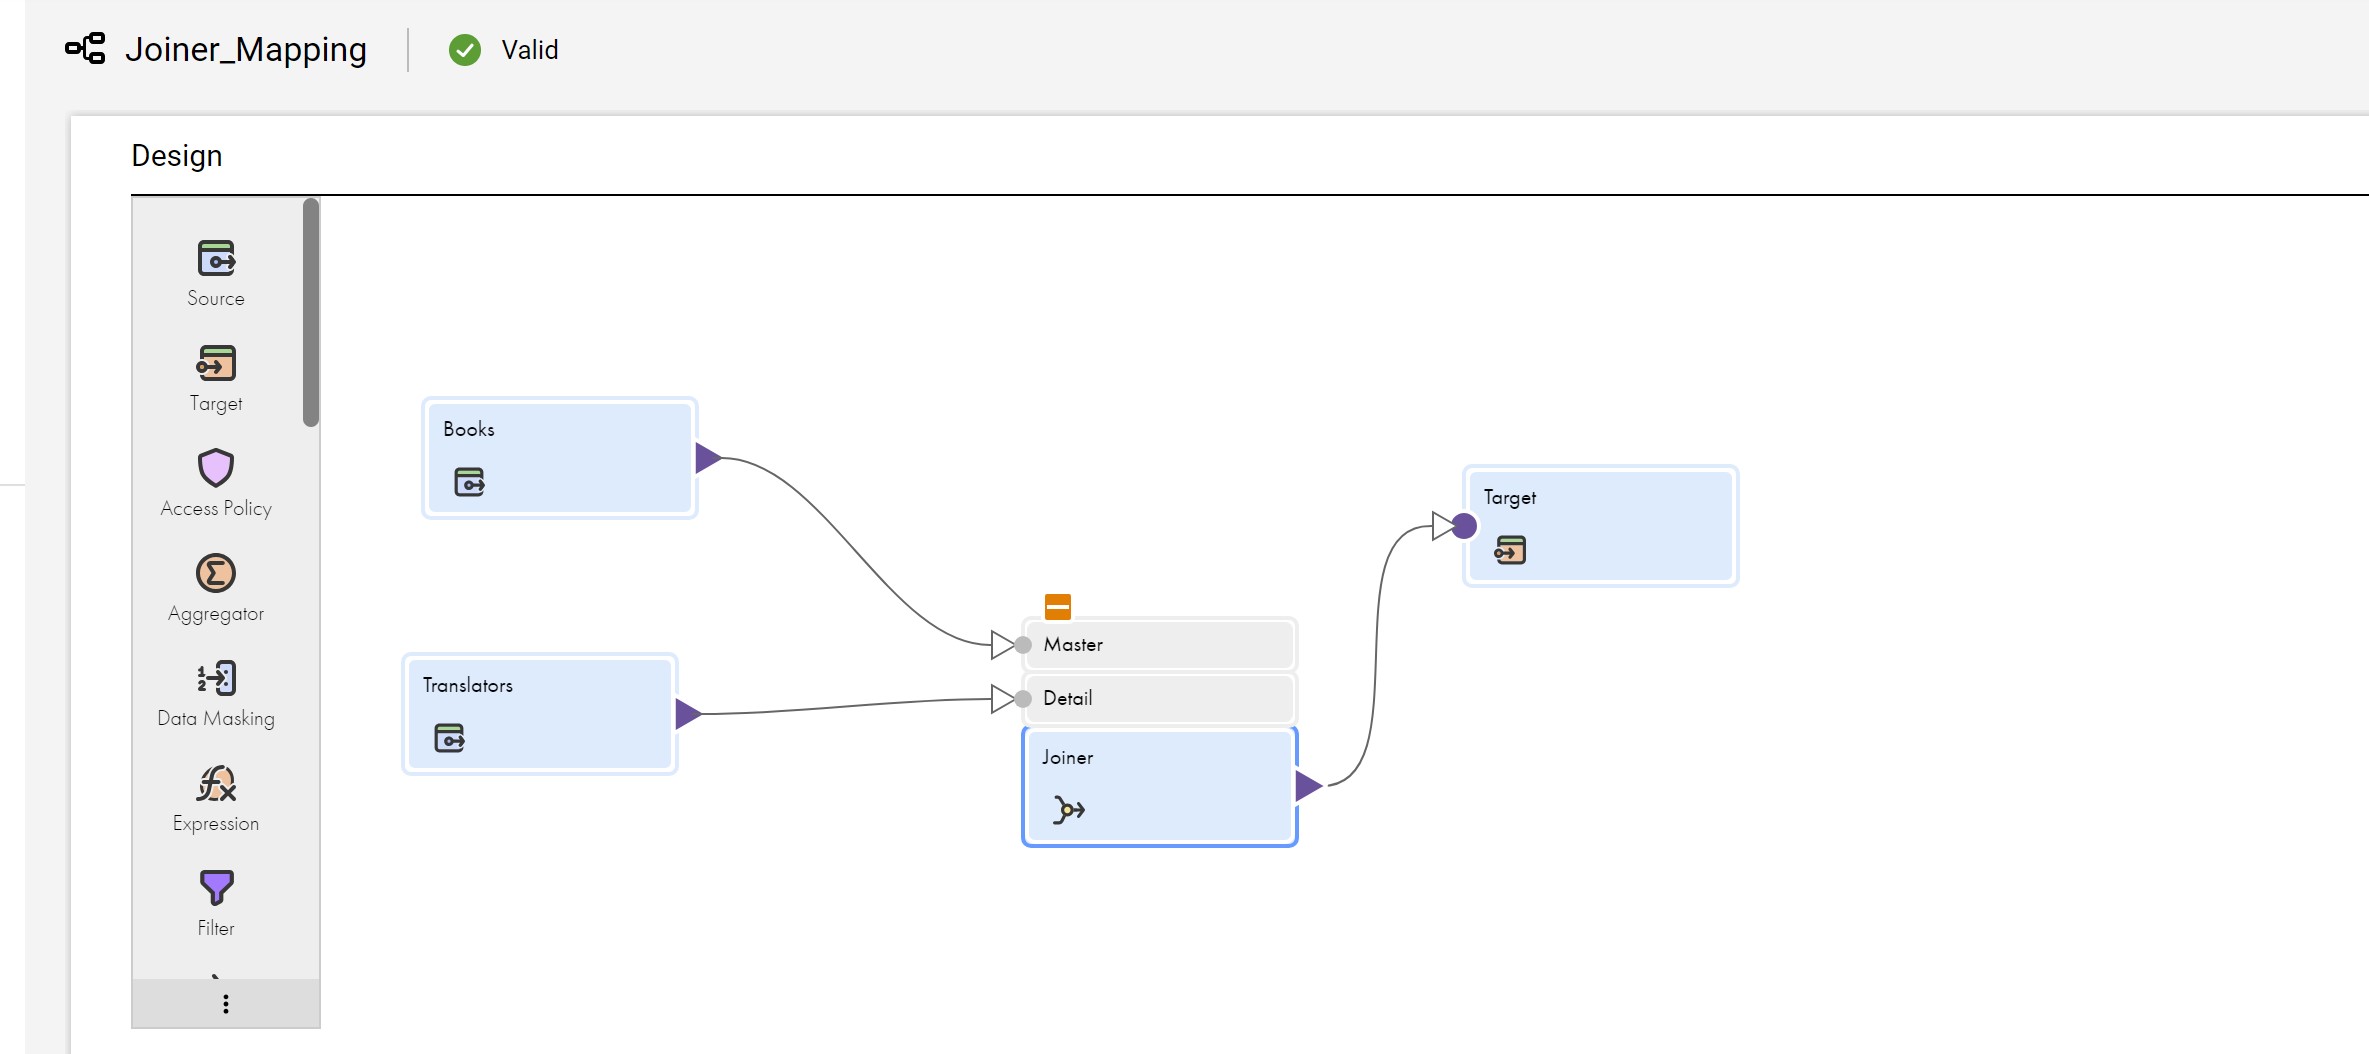 Joiner_Mapping
Valid
Design
Source
Target
Access Policy
Aggregator
Data Masking
Expression
Filter
Books
Translators
Master
Detail
Joiner
Target